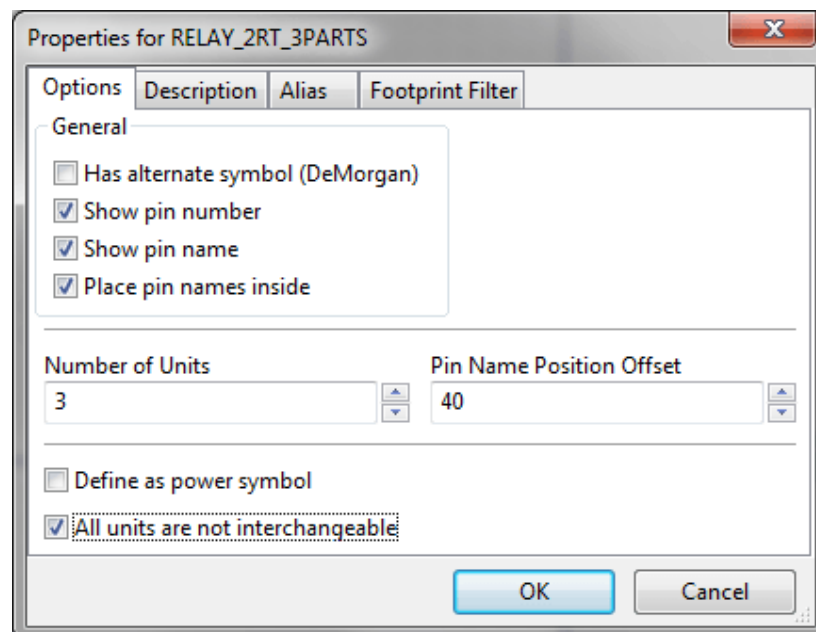 Properties for RELAY_2RT_3PARTS
Options Description Alias Footprint Filter
General
Has alternate symbol (DeMorgan)
Show pin number
Show pin name
Place pin names inside
Number of Units Pin Name Position Offset
3 40
Define as power symbol
All units are not interchangeable
OK Cancel